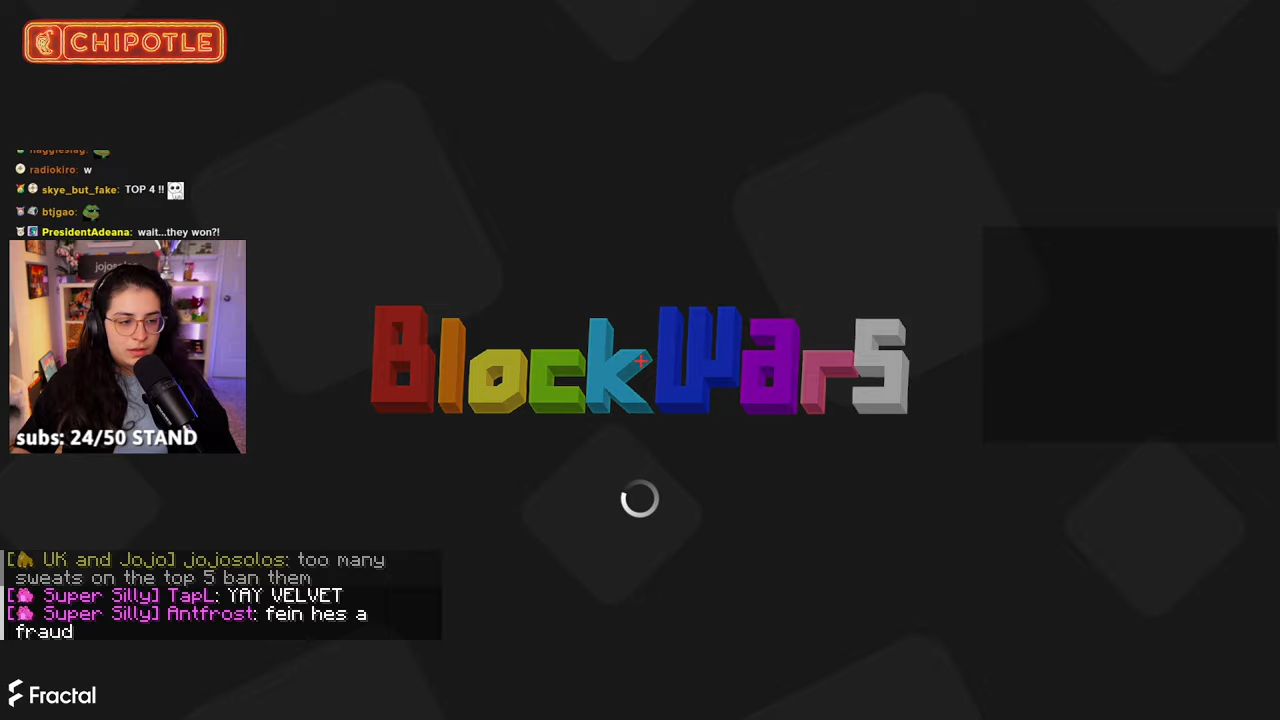 CHIPOTLE
radiokiro: w
skye_but_fake: TOP 4 !!
btjgao:
PresidentAdeana: wait...they won?!
jojosolos
subs: 24/50 STAND
BlockWars
[ UK and Jojo] jojosolos: too many
sweats on the top 5 ban them
[ Super Silly] TapL: YAY VELVET
[ Super Silly] Antfrost: fein hes a
fraud
Fractal